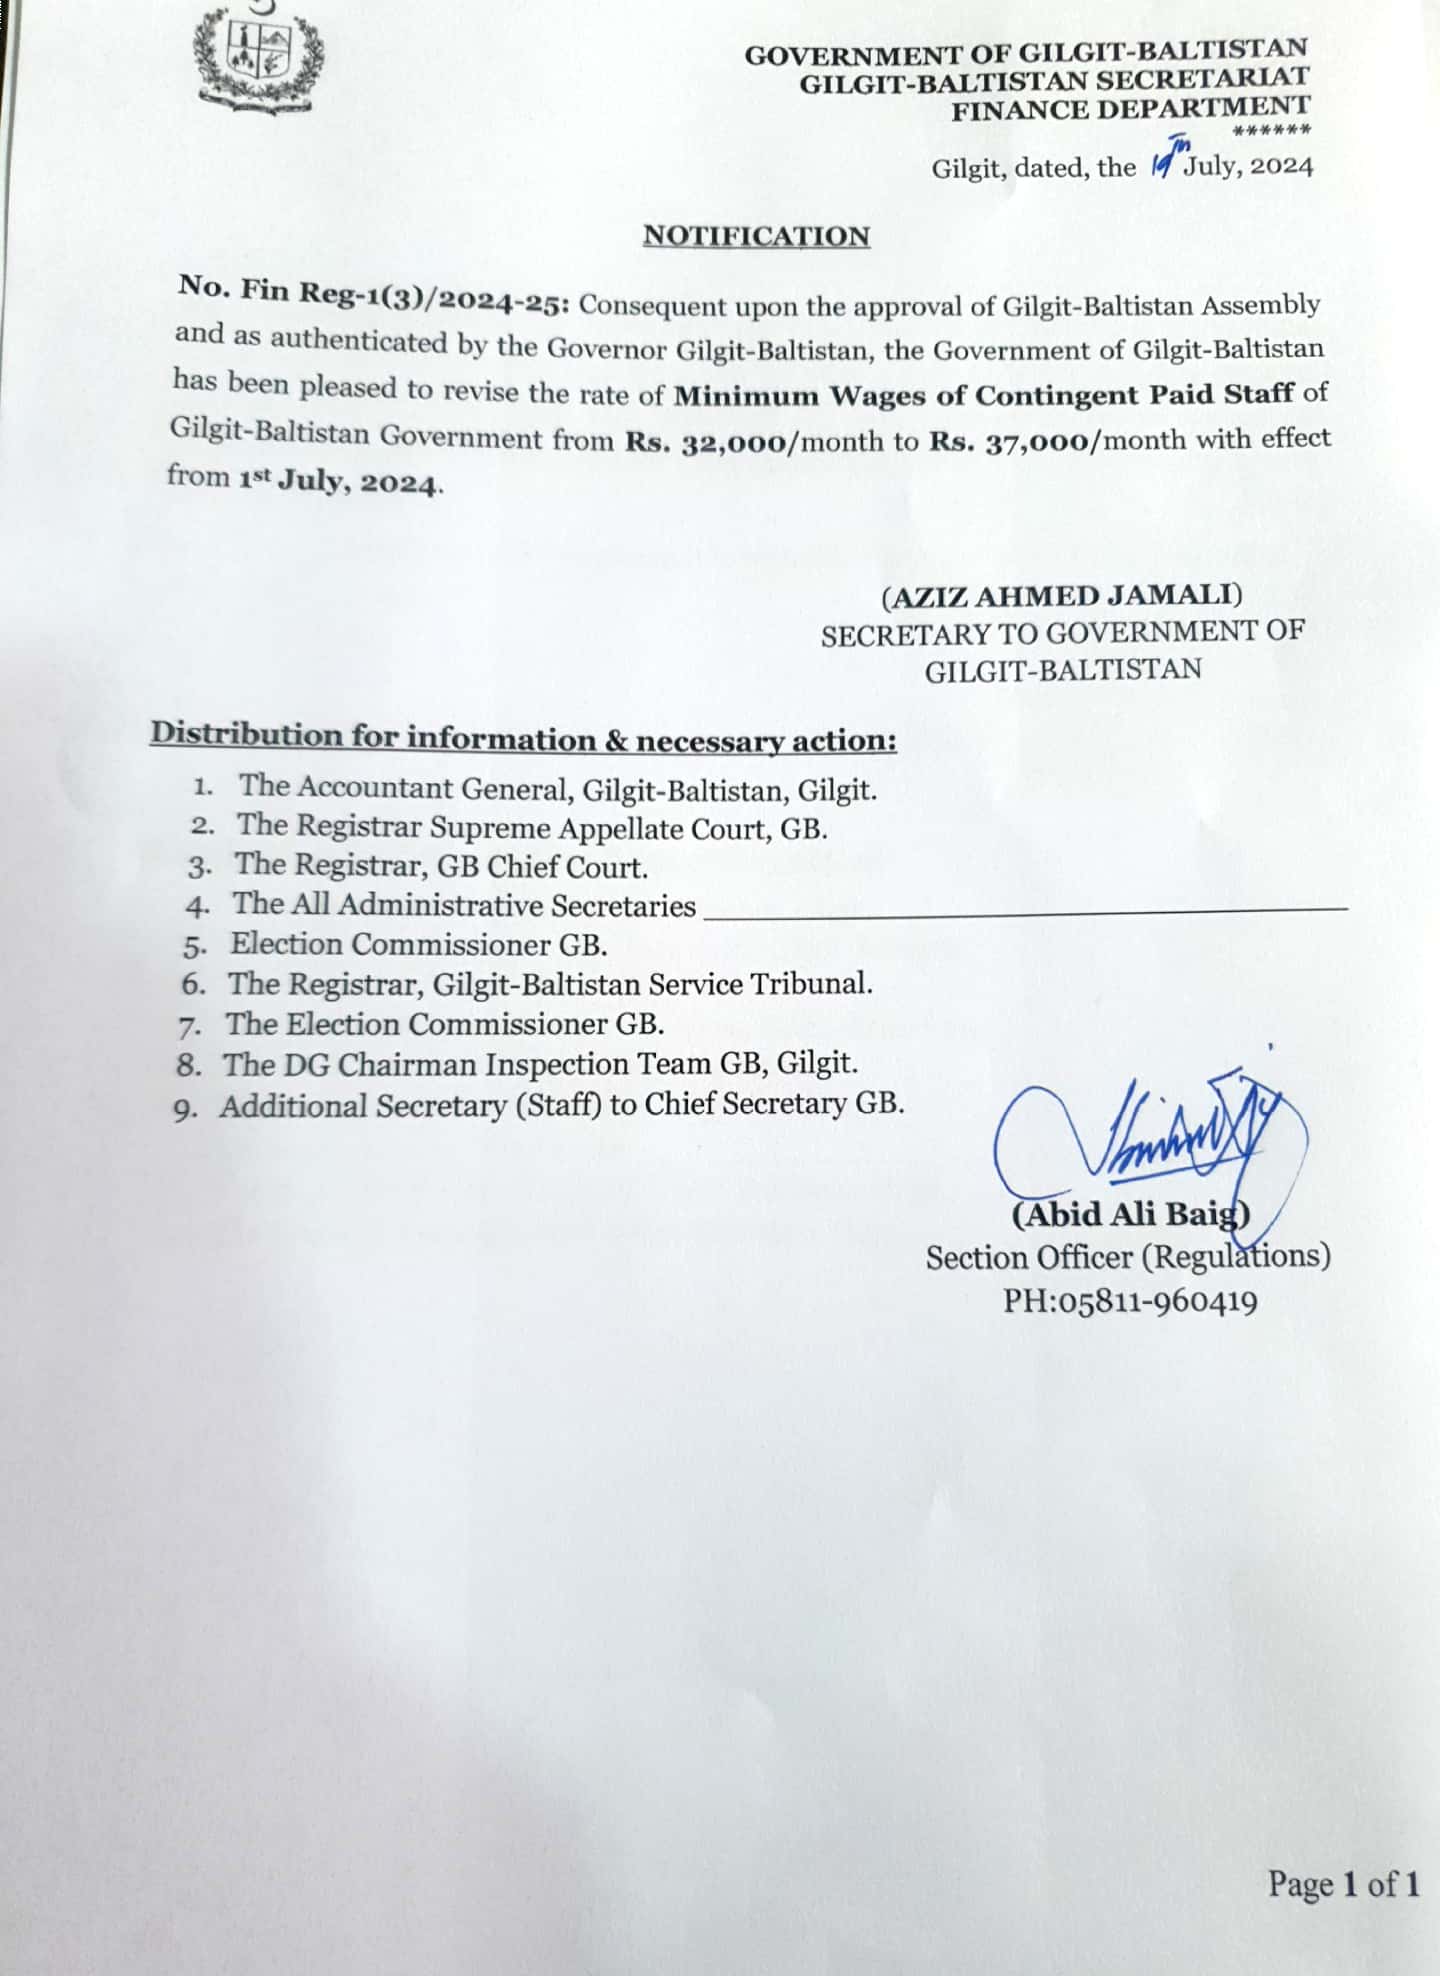 GOVERNMENT OF GILGIT-BALTISTAN
GILGIT-BALTISTAN SECRETARIAT
FINANCE DEPARTMENT
******
Gilgit, dated, the 19th July, 2024
NOTIFICATION
No. Fin Reg-1(3)/2024-25: Consequent upon the approval of Gilgit-Baltistan Assembly
and as authenticated by the Governor Gilgit-Baltistan, the Government of Gilgit-Baltistan
has been pleased to revise the rate of Minimum Wages of Contingent Paid Staff of
Gilgit-Baltistan Government from Rs. 32,000/month to Rs. 37,000/month with effect
from 1st July, 2024.
(AZIZ AHMED JAMALI)
SECRETARY TO GOVERNMENT OF
GILGIT-BALTISTAN
Distribution for information & necessary action:
1. The Accountant General, Gilgit-Baltistan, Gilgit.
2. The Registrar Supreme Appellate Court, GB.
3. The Registrar, GB Chief Court.
4. The All Administrative Secretaries
5. Election Commissioner GB.
6. The Registrar, Gilgit-Baltistan Service Tribunal.
7. The Election Commissioner GB.
8. The DG Chairman Inspection Team GB, Gilgit.
9. Additional Secretary (Staff) to Chief Secretary GB.
(Abid Ali Baig)
Section Officer (Regulations)
PH:05811-960419
Page 1 of 1